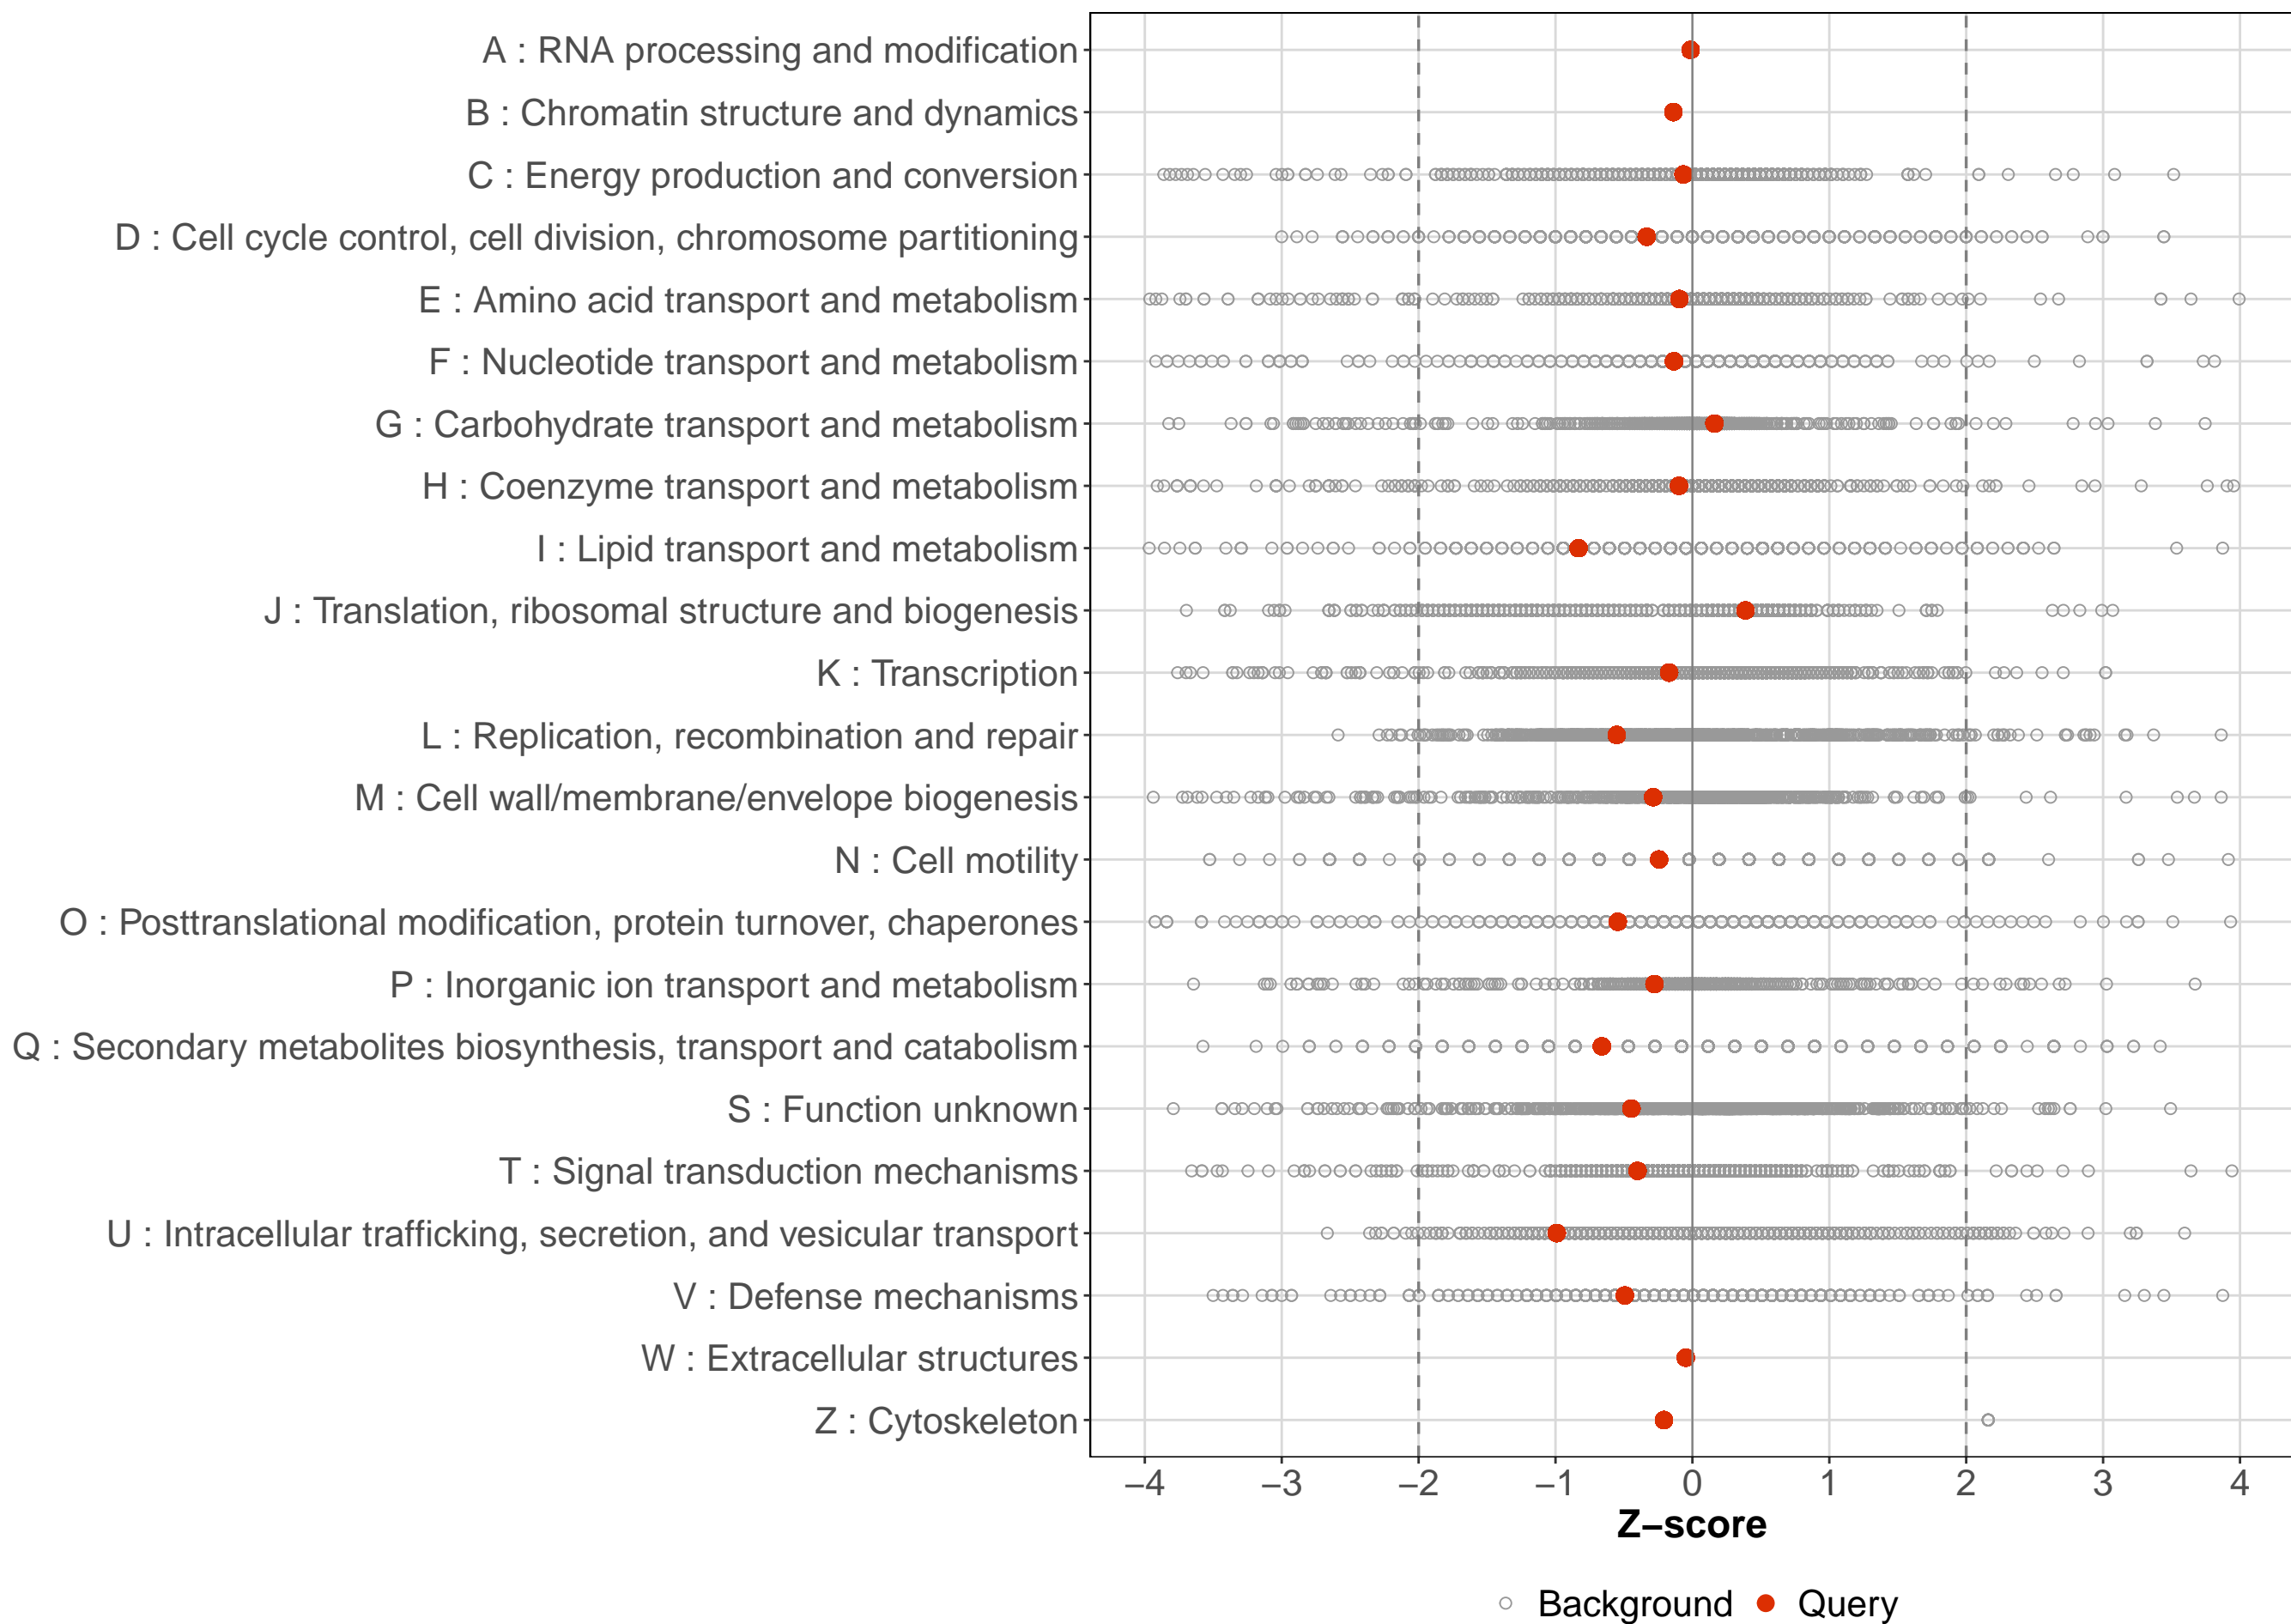 A : RNA processing and modification
B : Chromatin structure and dynamics
C : Energy production and conversion
D : Cell cycle control, cell division, chromosome partitioning
E : Amino acid transport and metabolism
F : Nucleotide transport and metabolism
G : Carbohydrate transport and metabolism
H : Coenzyme transport and metabolism
I : Lipid transport and metabolism
J : Translation, ribosomal structure and biogenesis
K : Transcription
L : Replication, recombination and repair
M : Cell wall/membrane/envelope biogenesis
N : Cell motility
O : Posttranslational modification, protein turnover, chaperones
P : Inorganic ion transport and metabolism
Q : Secondary metabolites biosynthesis, transport and catabolism
S : Function unknown
T : Signal transduction mechanisms
U : Intracellular trafficking, secretion, and vesicular transport
V : Defense mechanisms
W : Extracellular structures
Z : Cytoskeleton
−4 −3 −2 −1 0 1 2 3 4
Z−score
Background Query